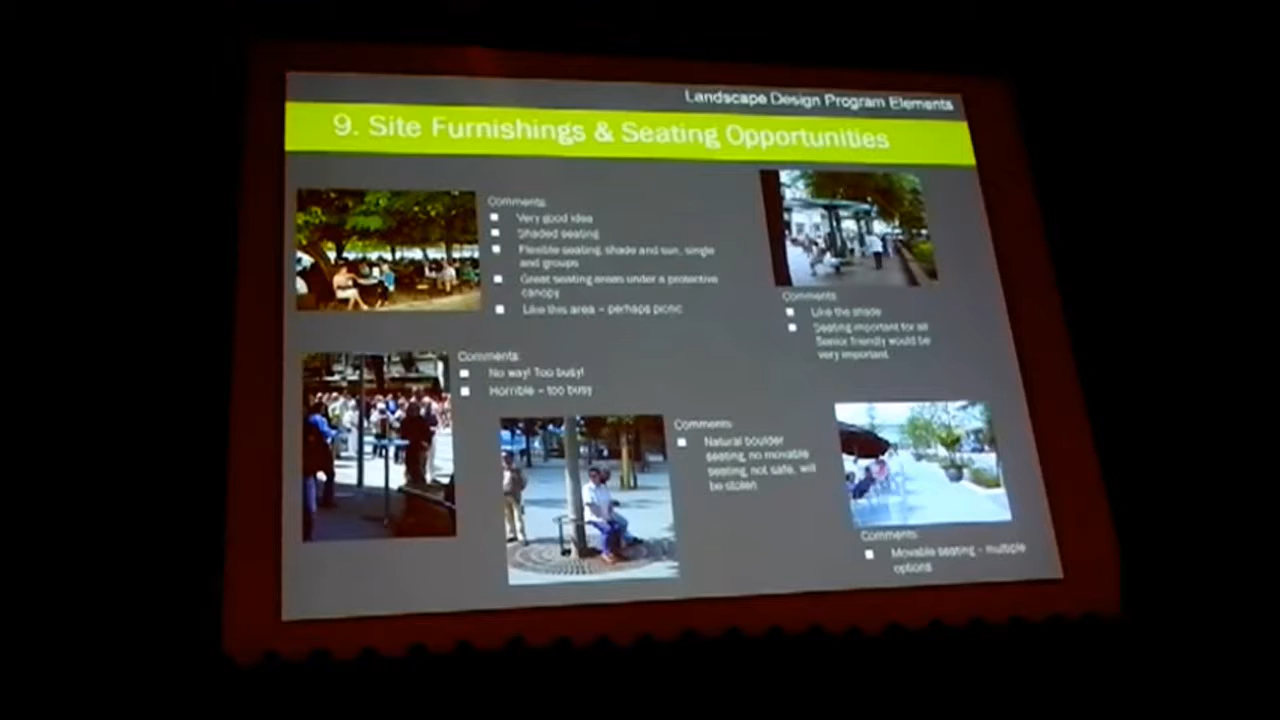 Landscape Design Program Elements
9. Site Furnishings & Seating Opportunities
Comments:
Very good idea
Shaded seating
Flexible seating, shade and sun, single
and groups
Great seating areas under a protective
canopy
Like this area – perhaps picnic
Comments
Like the shade
Seating important for all
Senior friendly would be
very important
Comments:
No way! Too busy!
Horrible – too busy
Comments:
Natural boulder
seating, no movable
seating, not safe, will
be stolen
Comments:
Movable seating – multiple
options